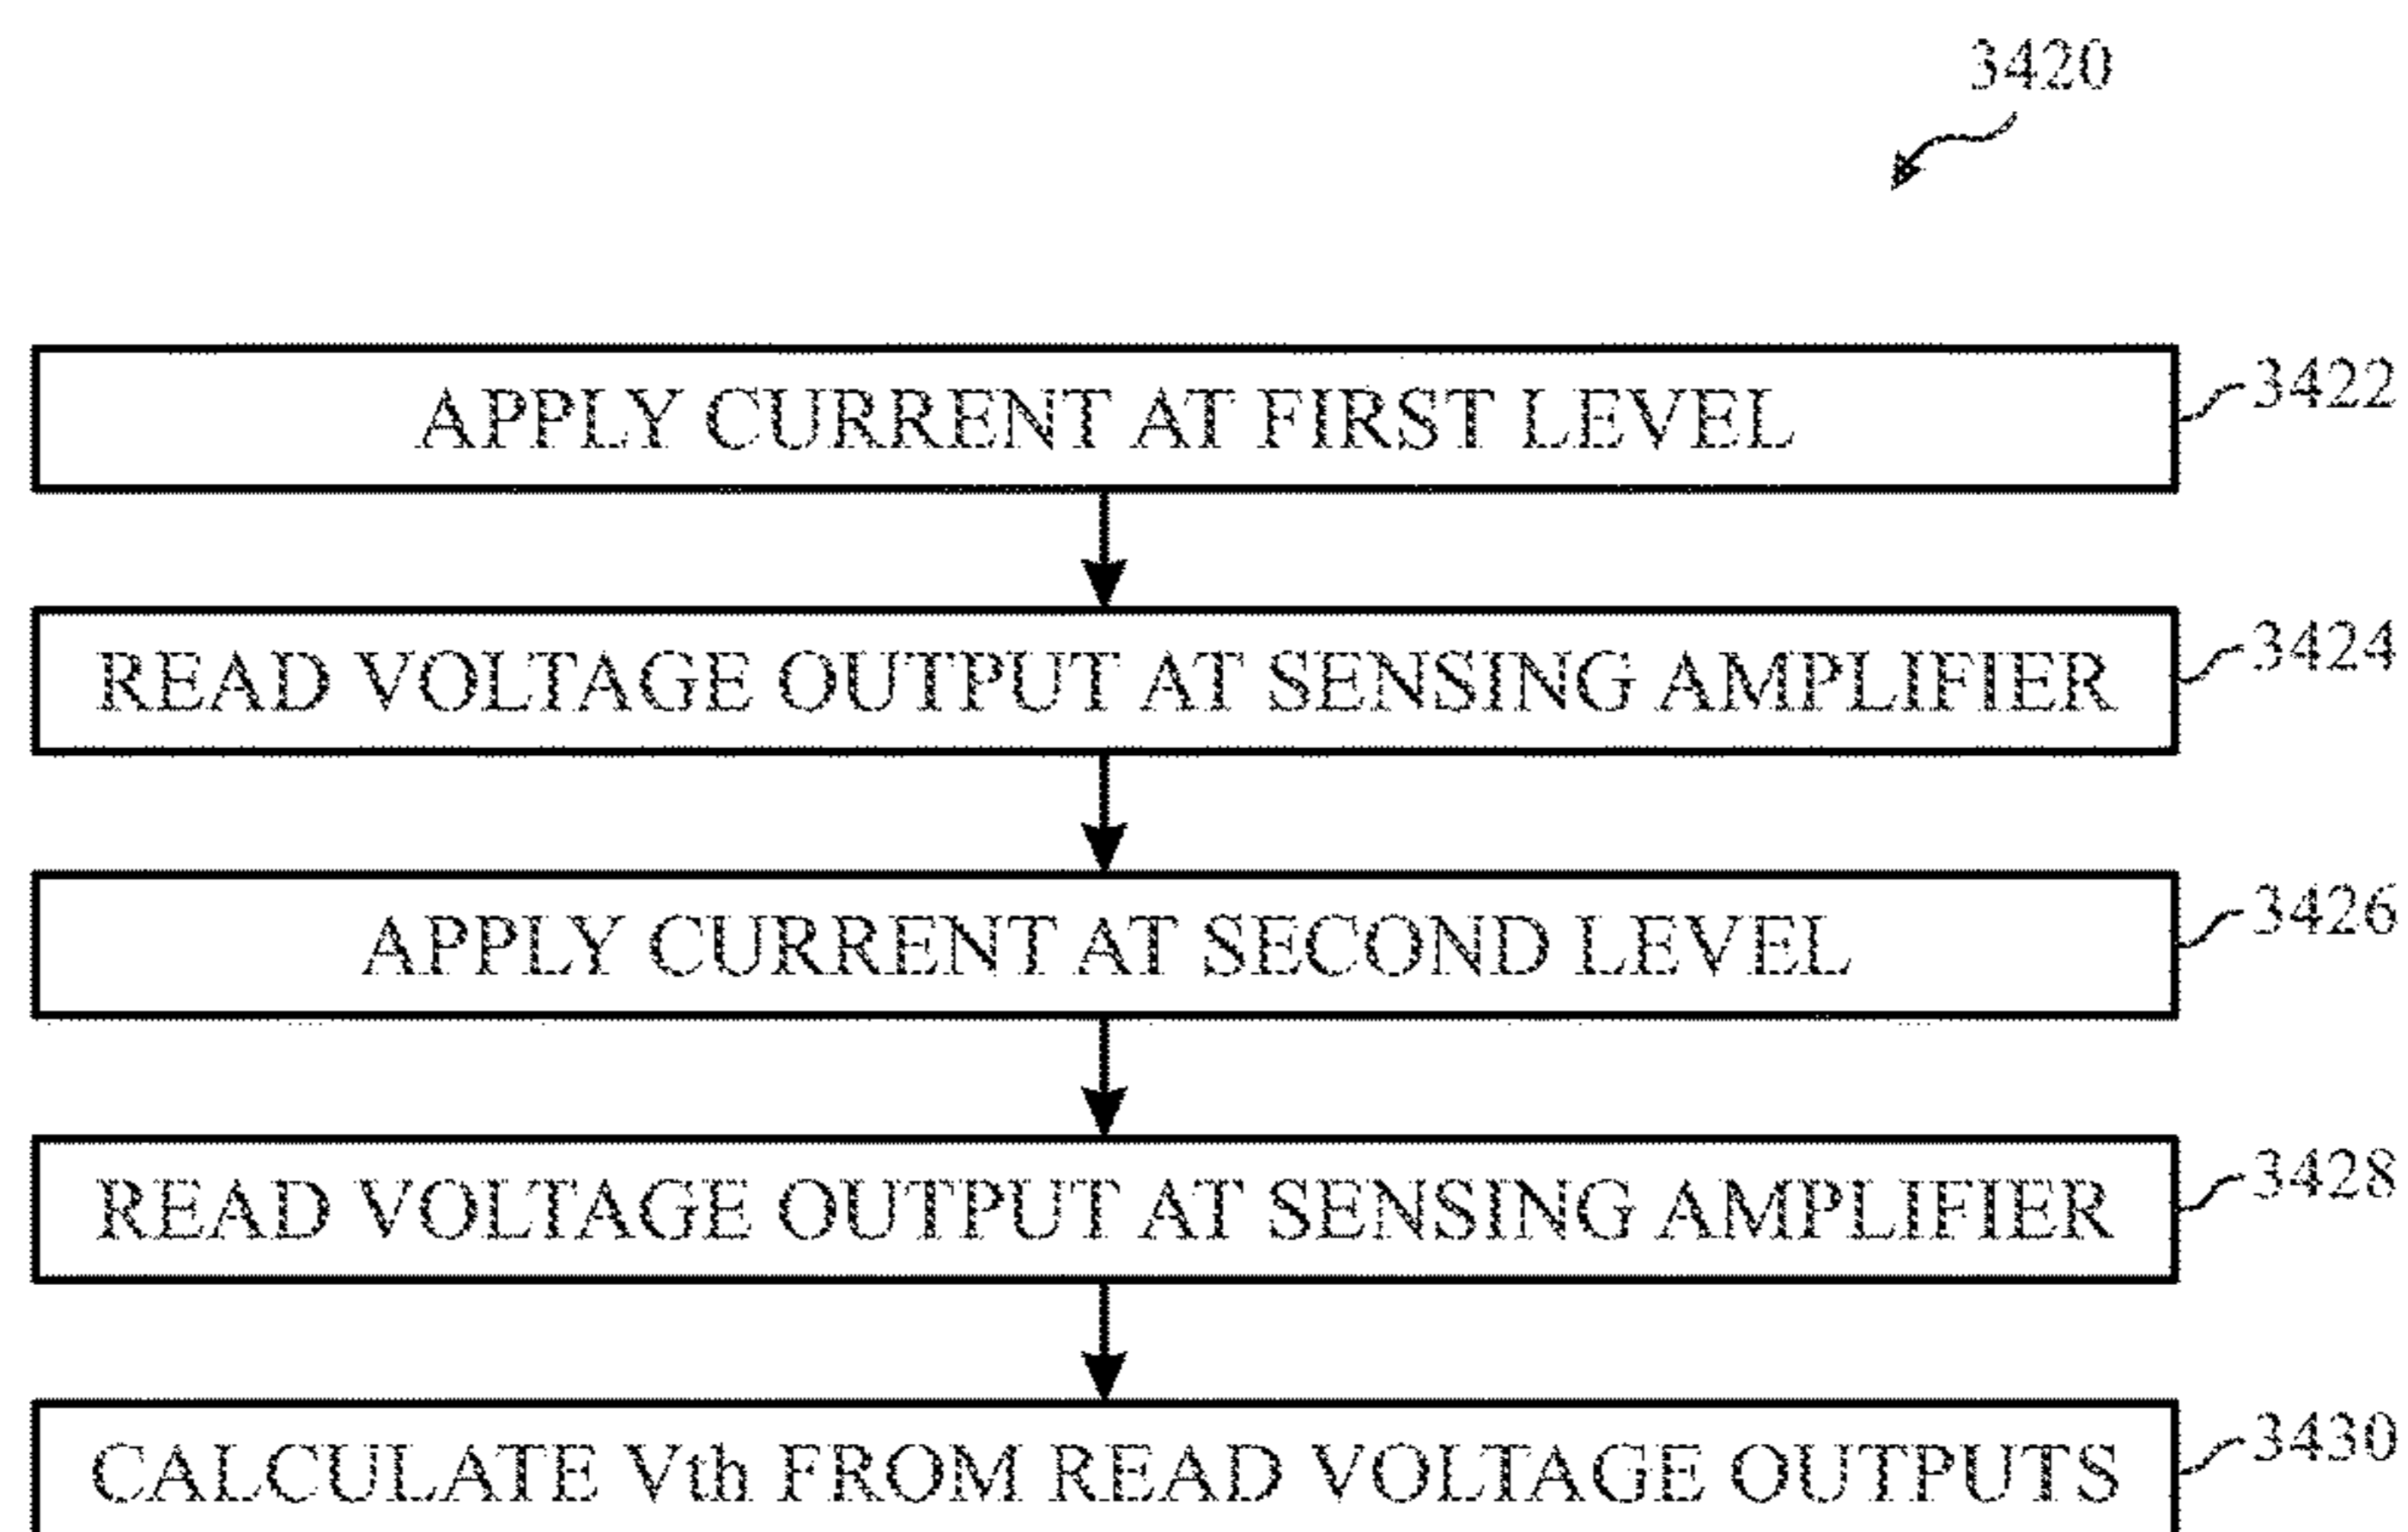 3420
APPLY CURRENT AT FIRST LEVEL
3422
READ VOLTAGE OUTPUT AT SENSING AMPLIFIER
3424
APPLY CURRENT AT SECOND LEVEL
3426
READ VOLTAGE OUTPUT AT SENSING AMPLIFIER
3428
CALCULATE Vth FROM READ VOLTAGE OUTPUTS
3430